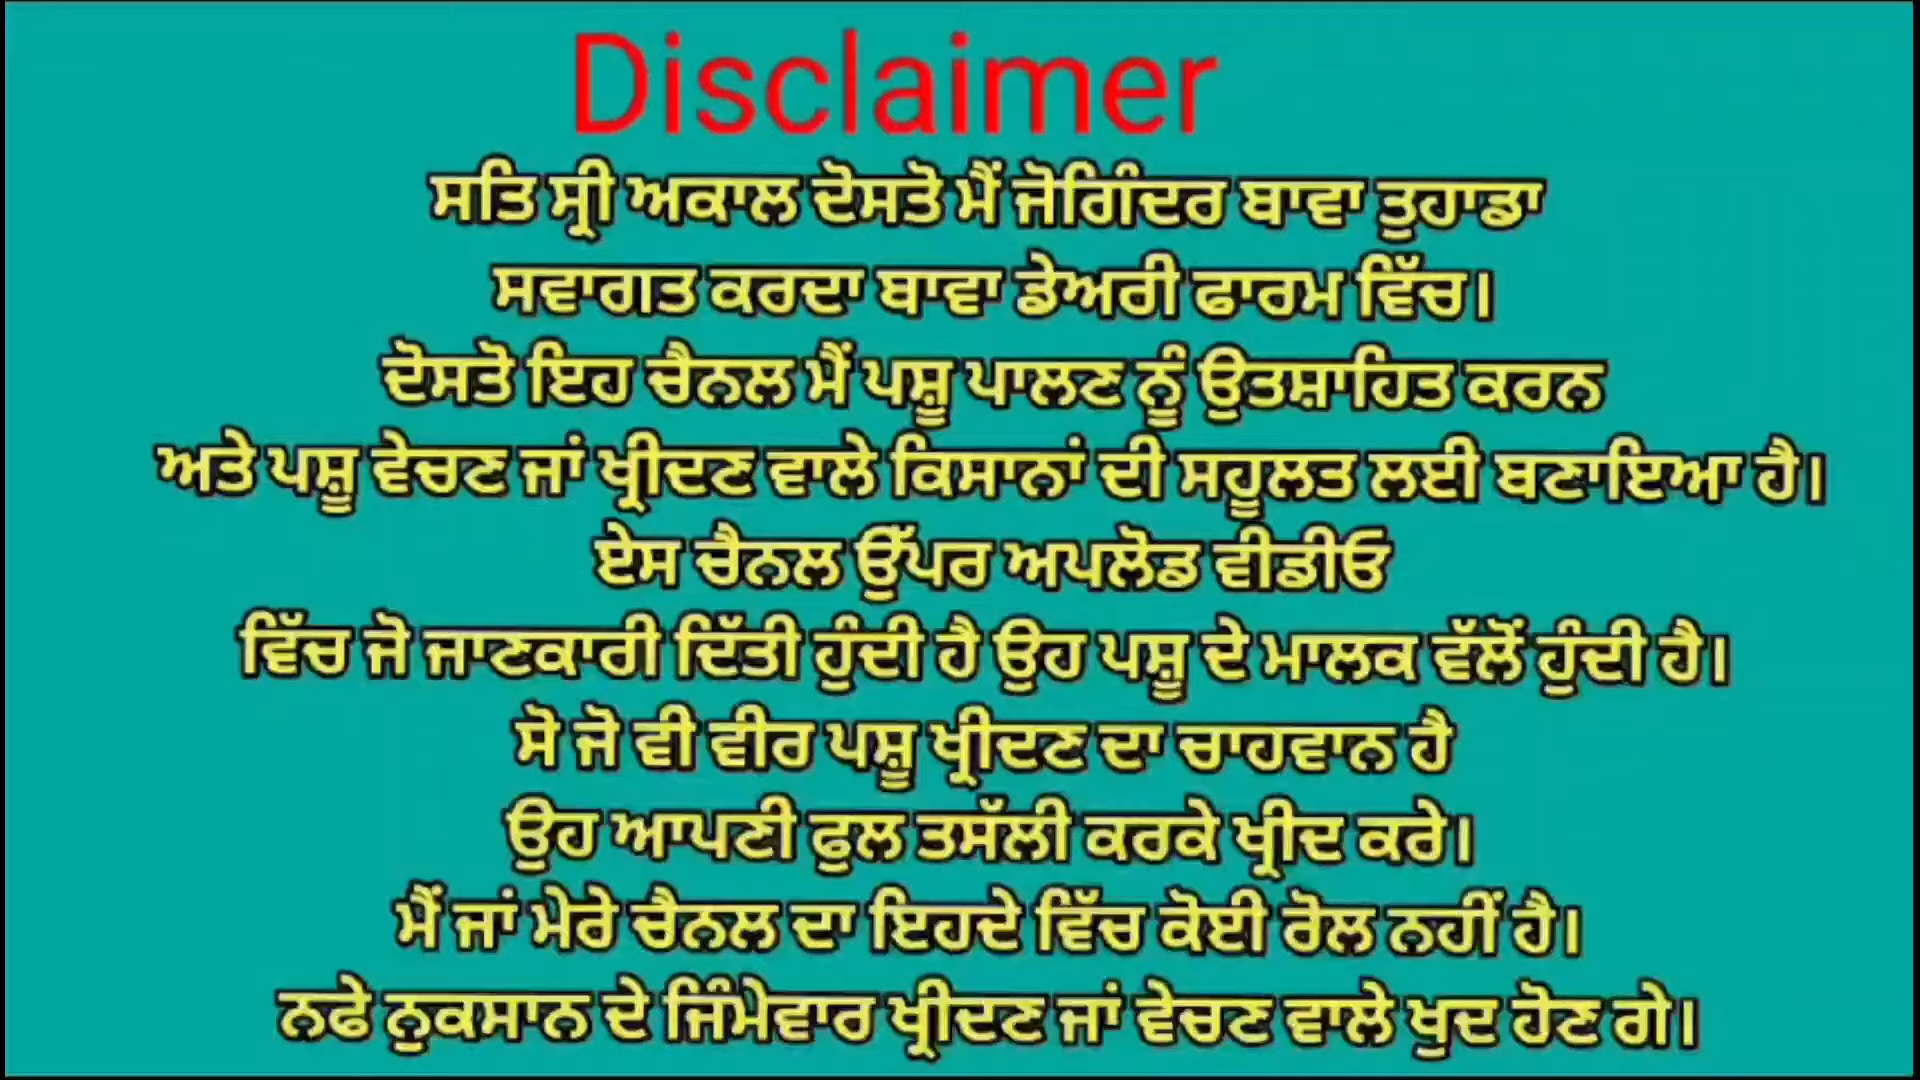 Disclaimer
ਸਤਿ ਸ੍ਰੀ ਅਕਾਲ ਦੋਸਤੋ ਮੈਂ ਜੋਗਿੰਦਰ ਬਾਵਾ ਤੁਹਾਡਾ
ਸਵਾਗਤ ਕਰਦਾ ਬਾਵਾ ਡੇਅਰੀ ਫਾਰਮ ਵਿੱਚ।
ਦੋਸਤੋ ਇਹ ਚੈਨਲ ਮੈਂ ਪਸ਼ੂ ਪਾਲਣ ਨੂੰ ਉਤਸ਼ਾਹਿਤ ਕਰਨ
ਅਤੇ ਪਸ਼ੂ ਵੇਚਣ ਜਾਂ ਖ੍ਰੀਦਣ ਵਾਲੇ ਕਿਸਾਨਾਂ ਦੀ ਸਹੂਲਤ ਲਈ ਬਣਾਇਆ ਹੈ।
ਏਸ ਚੈਨਲ ਉੱਪਰ ਅਪਲੋਡ ਵੀਡੀਓ
ਵਿੱਚ ਜੋ ਜਾਣਕਾਰੀ ਦਿੱਤੀ ਹੁੰਦੀ ਹੈ ਉਹ ਪਸ਼ੂ ਦੇ ਮਾਲਕ ਵੱਲੋਂ ਹੁੰਦੀ ਹੈ।
ਸੋ ਜੋ ਵੀ ਵੀਰ ਪਸ਼ੂ ਖ੍ਰੀਦਣ ਦਾ ਚਾਹਵਾਨ ਹੈ
ਉਹ ਆਪਣੀ ਫੁਲ ਤਸੱਲੀ ਕਰਕੇ ਖ੍ਰੀਦ ਕਰੇ।
ਮੈਂ ਜਾਂ ਮੇਰੇ ਚੈਨਲ ਦਾ ਇਹਦੇ ਵਿੱਚ ਕੋਈ ਰੋਲ ਨਹੀਂ ਹੈ।
ਨਫੇ ਨੁਕਸਾਨ ਦੇ ਜਿੰਮੇਵਾਰ ਖ੍ਰੀਦਣ ਜਾਂ ਵੇਚਣ ਵਾਲੇ ਖੁਦ ਹੋਣ ਗੇ।